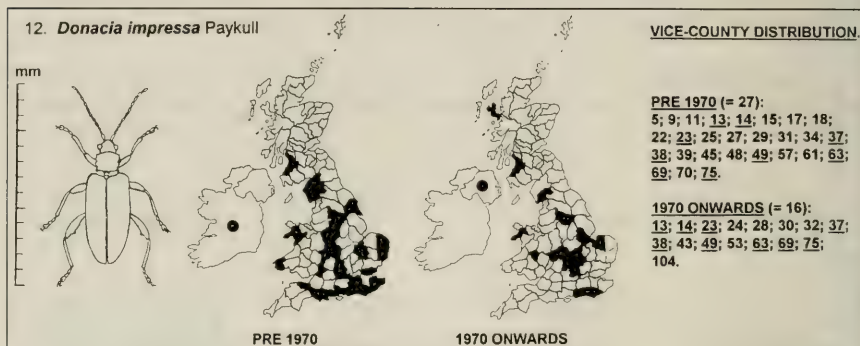 12. Donacia impressa Paykull
mm
PRE 1970
1970 ONWARDS
VICE-COUNTY DISTRIBUTION.
PRE 1970 (= 27):
5; 9; 11; 13; 14; 15; 17; 18;
22; 23; 25; 27; 29; 31; 34; 37;
38; 39; 45; 48; 49; 57; 61; 63;
69; 70; 75.
1970 ONWARDS (= 16):
13; 14; 23; 24; 28; 30; 32; 37;
38; 43; 49; 53; 63; 69; 75;
104.